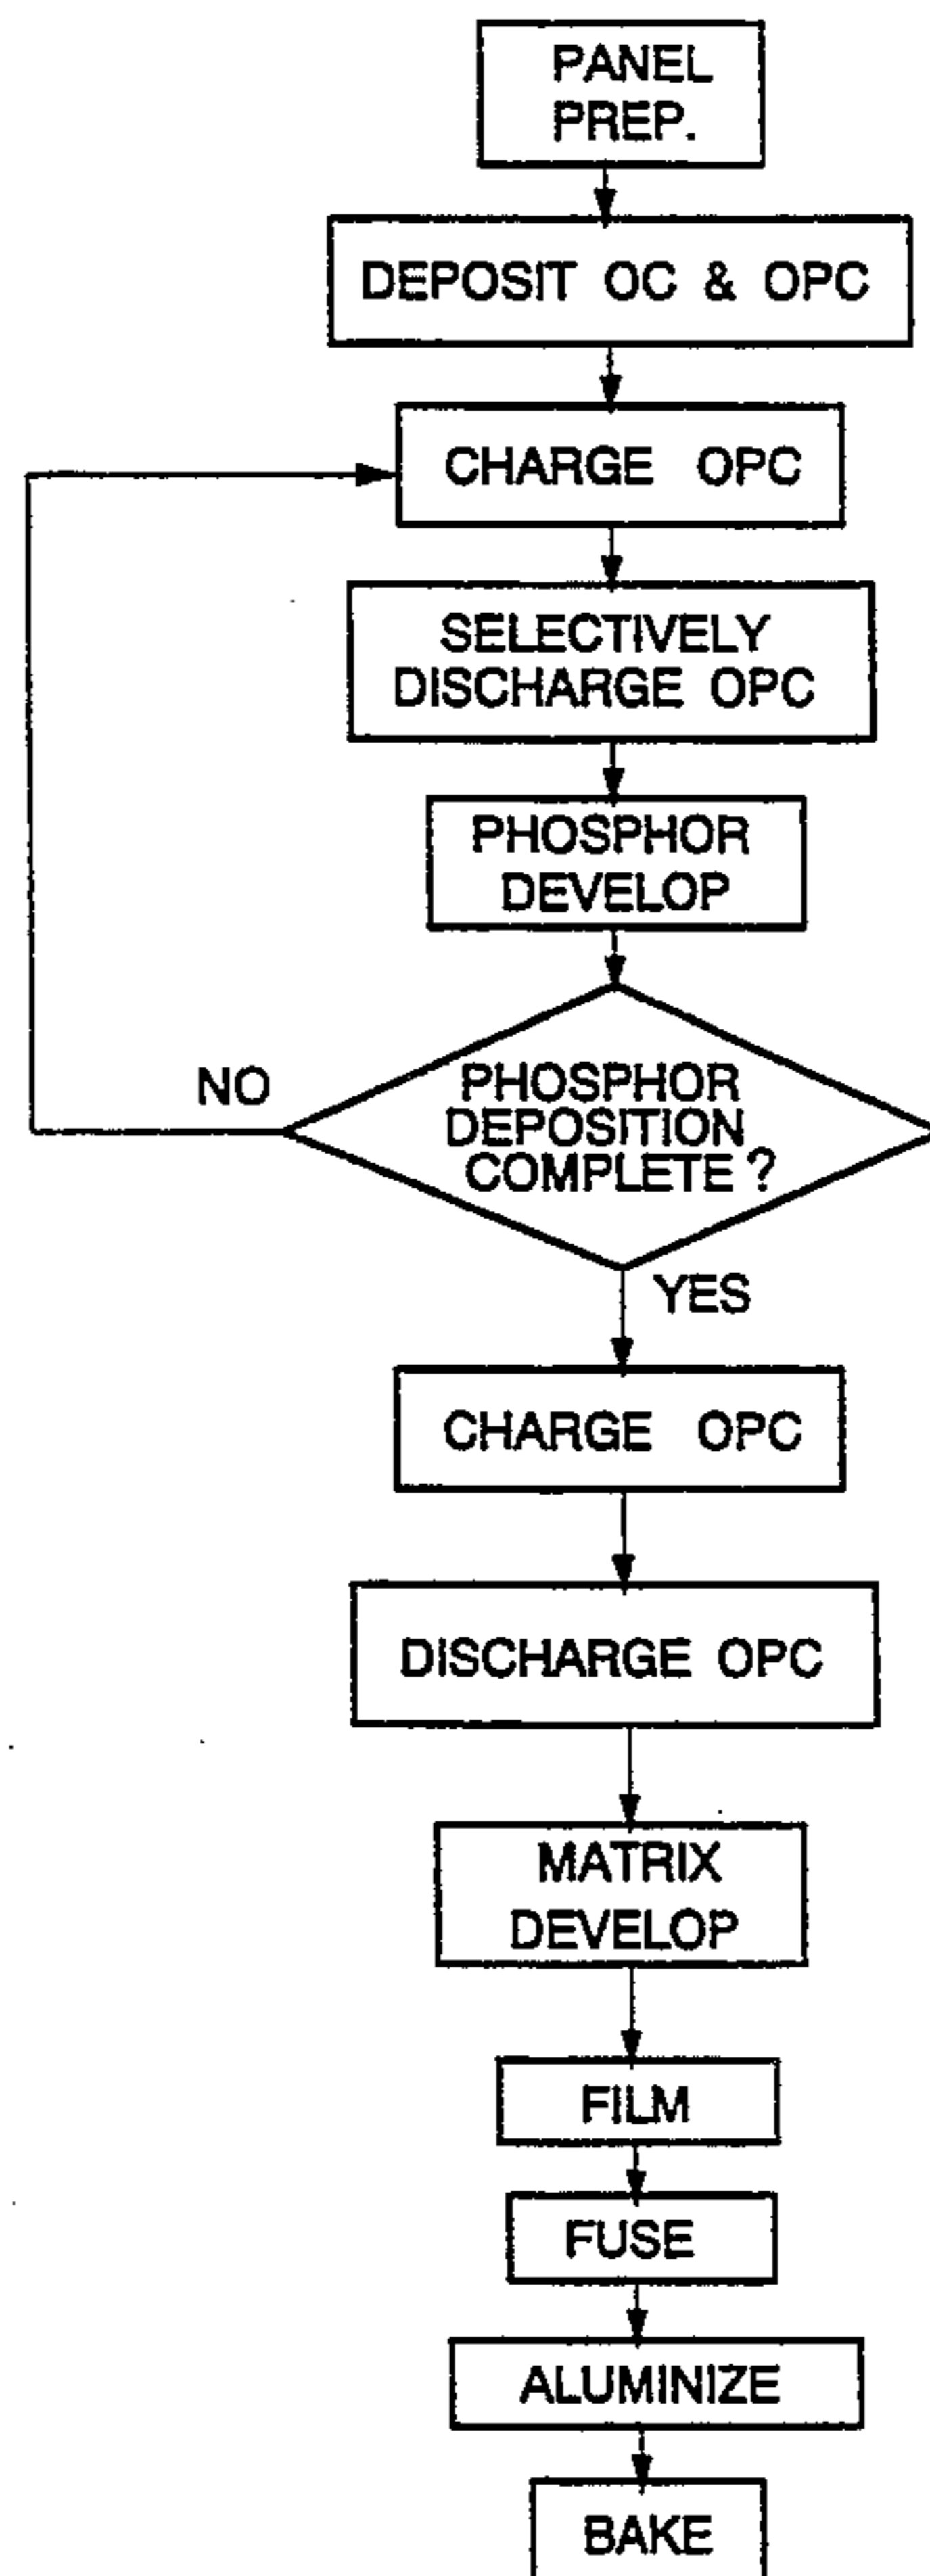 PANEL
PREP.
DEPOSIT OC & OPC
CHARGE OPC
SELECTIVELY
DISCHARGE OPC
PHOSPHOR
DEVELOP
NO
PHOSPHOR
DEPOSITION
COMPLETE ?
YES
CHARGE OPC
DISCHARGE OPC
MATRIX
DEVELOP
FILM
FUSE
ALUMINIZE
BAKE